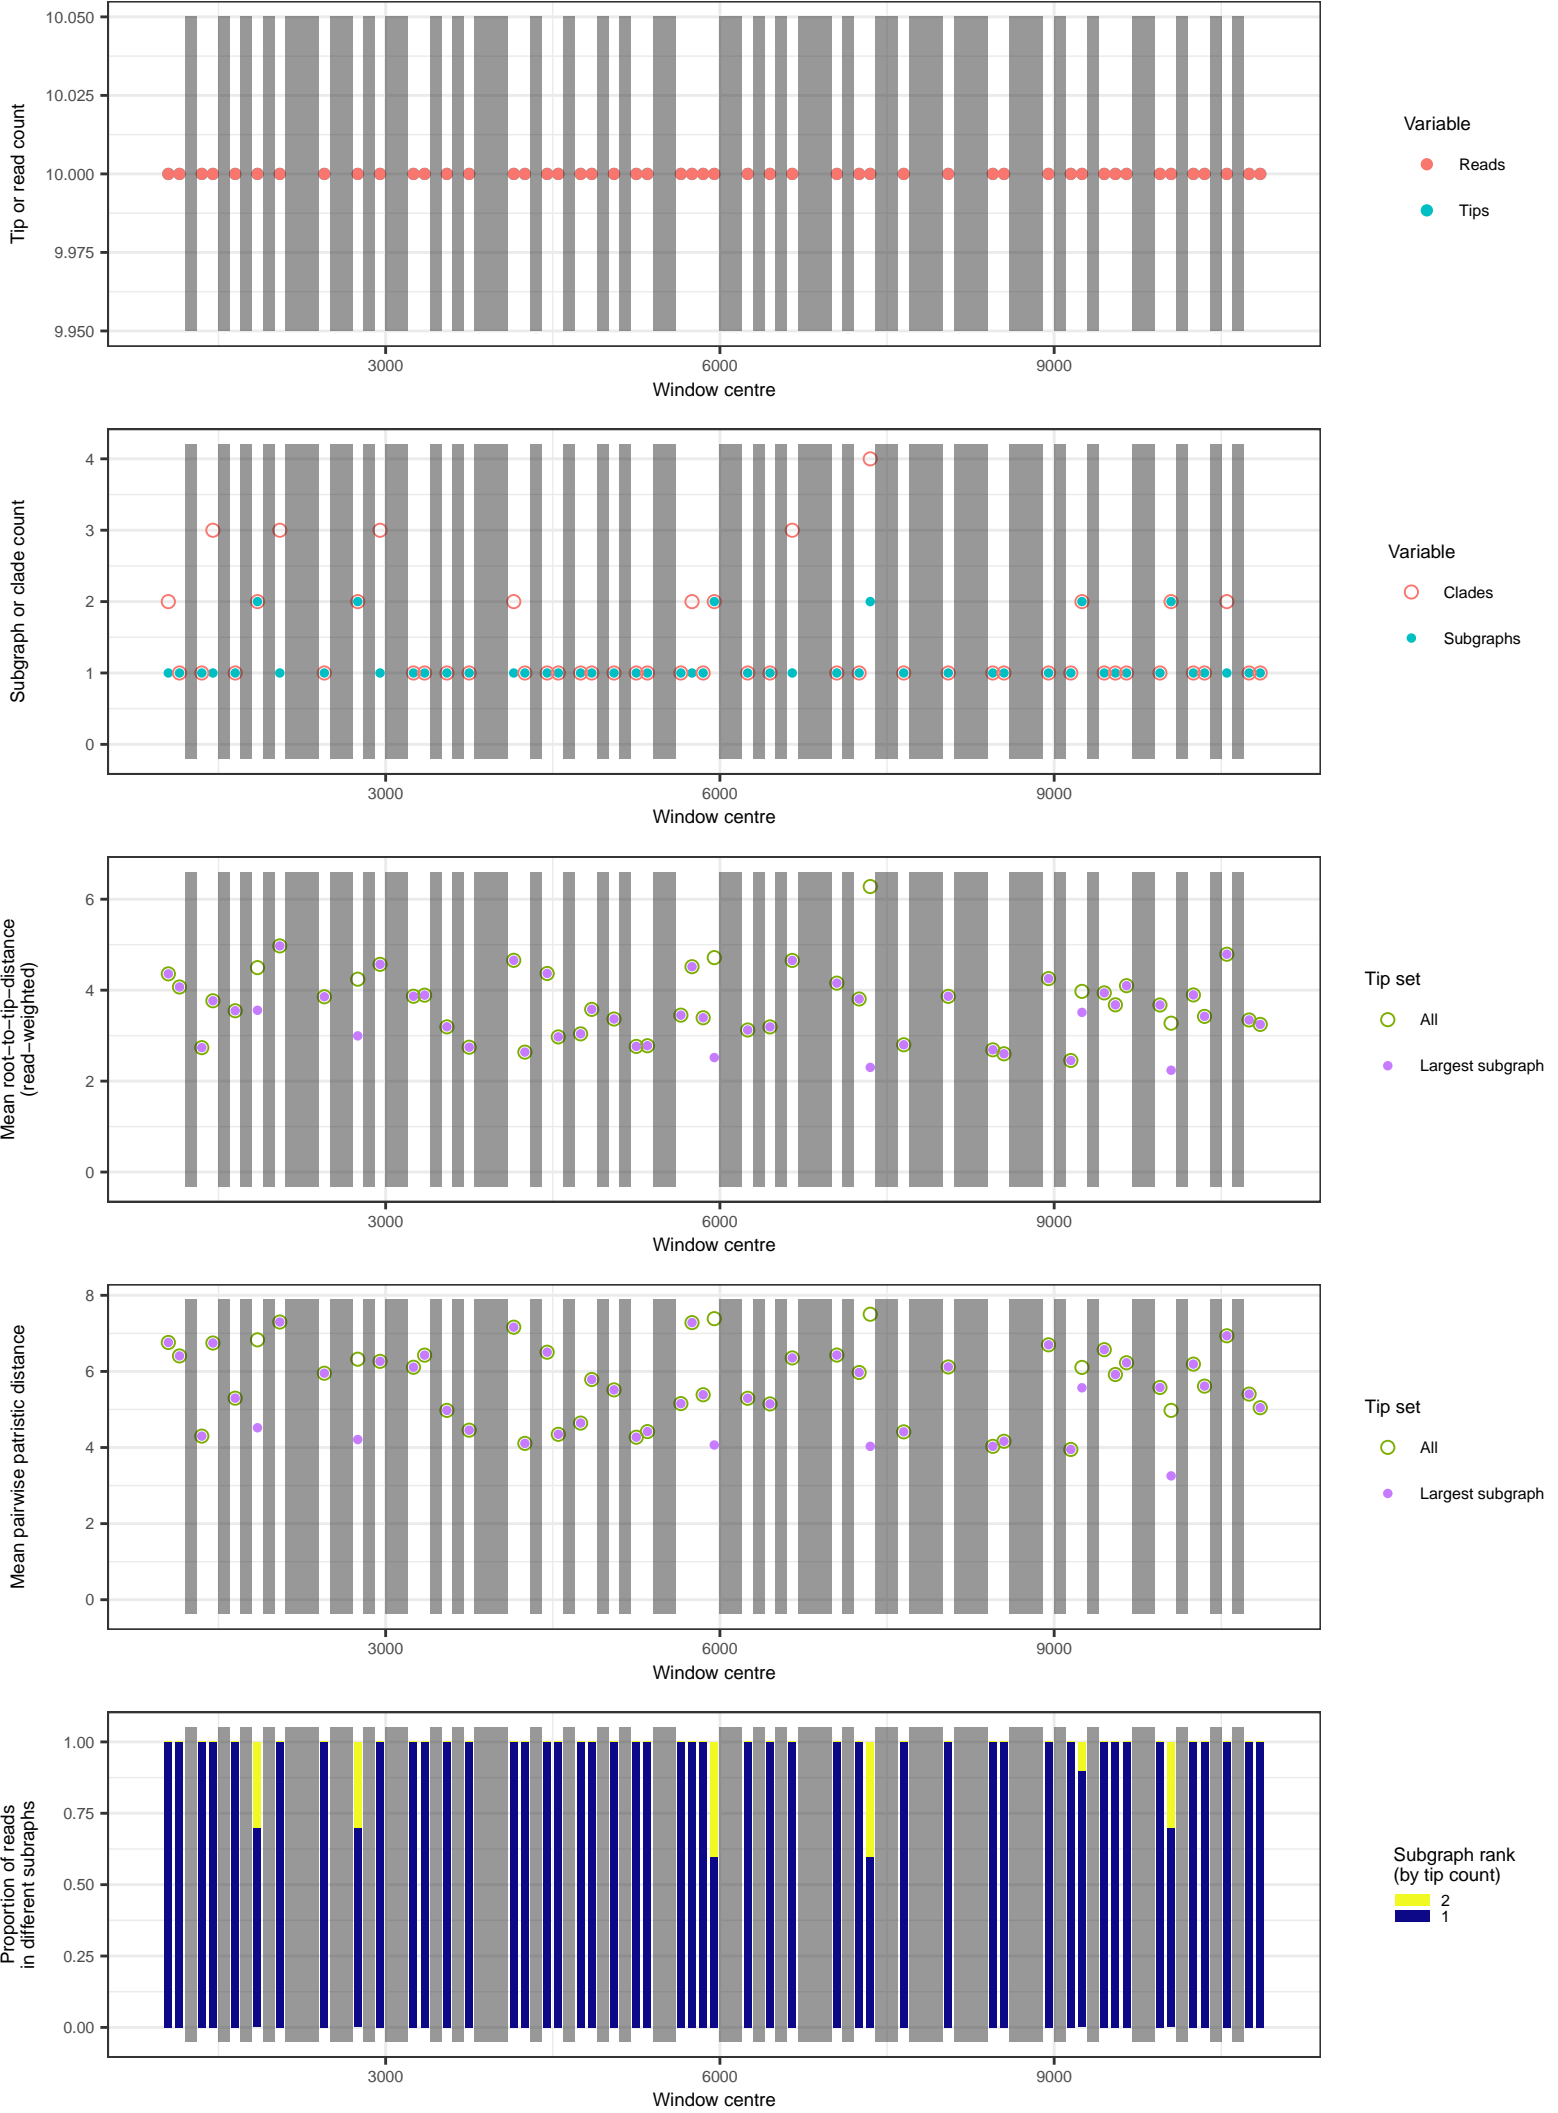 10.050
10.025
10.000
9.975
9.950
Tip or read count
3000
6000
9000
Window centre
Variable
Reads
Tips
4
3
2
1
0
Subgraph or clade count
3000
6000
9000
Window centre
Variable
Clades
Subgraphs
6
4
2
0
Mean root−to−tip−distance
(read−weighted)
3000
6000
9000
Window centre
Tip set
All
Largest subgraph
8
6
4
2
0
Mean pairwise patristic distance
3000
6000
9000
Window centre
Tip set
All
Largest subgraph
1.00
0.75
0.50
0.25
0.00
Proportion of reads
in different subraphs
3000
6000
9000
Window centre
Subgraph rank
(by tip count)
2
1